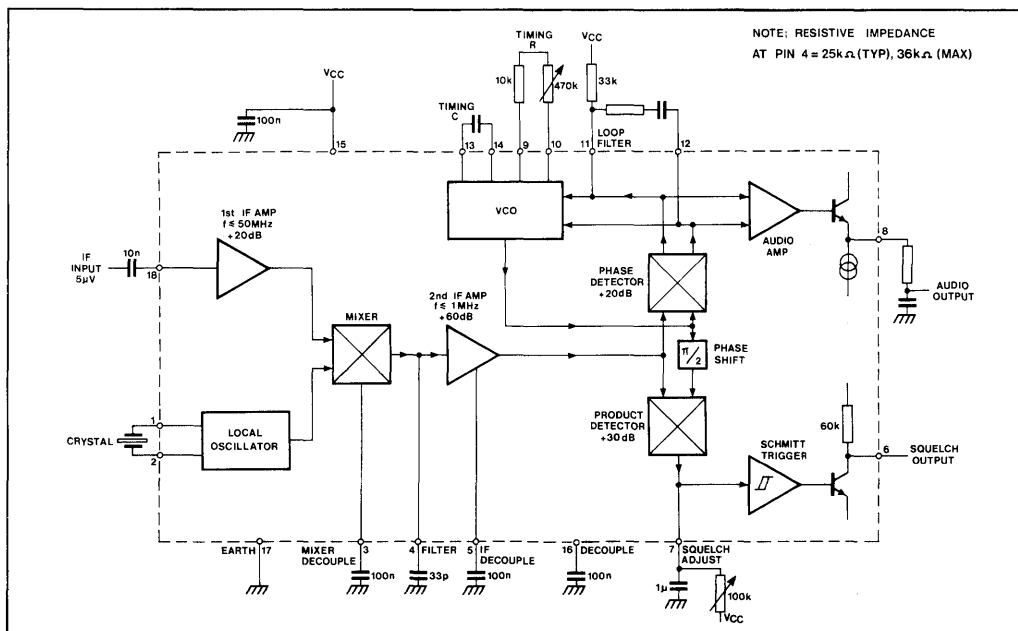 NOTE; RESISTIVE IMPEDANCE
AT PIN 4 = 25kΩ (TYP), 36kΩ (MAX)
TIMING
R
VCC
10k
470k
33k
VCC
100n
TIMING
C
15
13
14
9
10
11
LOOP
FILTER
12
1st IF AMP
f ≤ 50MHz
+20dB
VCO
AUDIO
AMP
8
IF
INPUT
5µV
10n
18
PHASE
DETECTOR
+20dB
AUDIO
OUTPUT
2nd IF AMP
f ≤ 1MHz
+60dB
MIXER
π/2
PHASE
SHIFT
1
CRYSTAL
2
LOCAL
OSCILLATOR
PRODUCT
DETECTOR
+30dB
60k
SCHMITT
TRIGGER
6
SQUELCH
OUTPUT
EARTH
17
MIXER
DECOUPLE
3
4
FILTER
5
IF
DECOUPLE
16
DECOUPLE
7
SQUELCH
ADJUST
100n
33p
100n
100n
1µ
100k
VCC